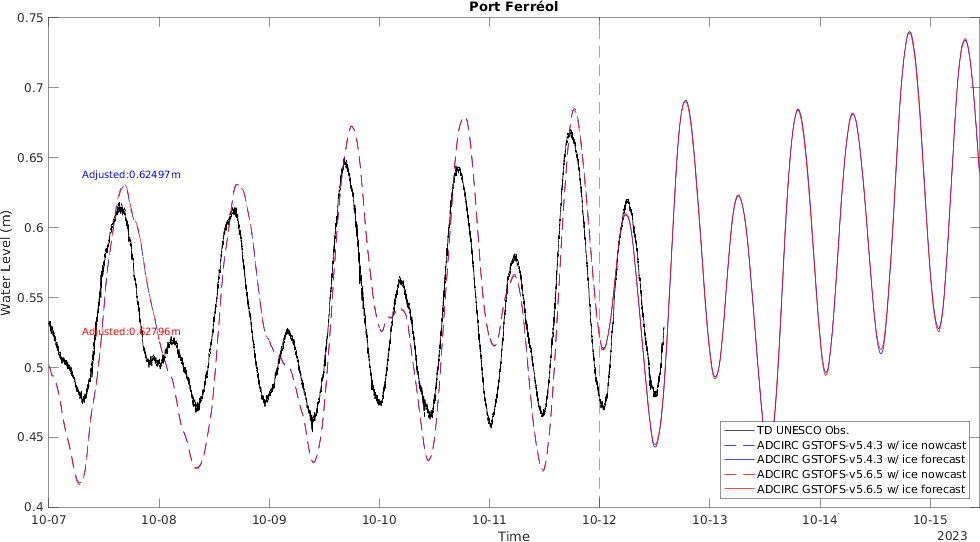 Port Ferréol
0.75
0.7
0.65
0.6
0.55
0.5
0.45
0.4
Water Level (m)
Adjusted:0.62497m
Adjusted:0.62796m
TD UNESCO Obs.
ADCIRC GSTOFS-v5.4.3 w/ ice nowcast
ADCIRC GSTOFS-v5.4.3 w/ ice forecast
ADCIRC GSTOFS-v5.6.5 w/ ice nowcast
ADCIRC GSTOFS-v5.6.5 w/ ice forecast
10-07 10-08 10-09 10-10 10-11 10-12 10-13 10-14 10-15
Time
2023